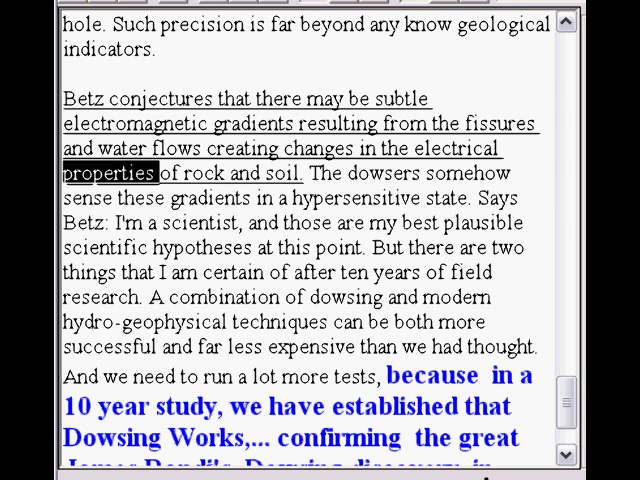 hole. Such precision is far beyond any know geological
indicators.
Betz conjectures that there may be subtle
electromagnetic gradients resulting from the fissures
and water flows creating changes in the electrical
properties of rock and soil. The dowsers somehow
sense these gradients in a hypersensitive state. Says
Betz: I'm a scientist, and those are my best plausible
scientific hypotheses at this point. But there are two
things that I am certain of after ten years of field
research. A combination of dowsing and modern
hydro-geophysical techniques can be both more
successful and far less expensive than we had thought.
And we need to run a lot more tests, because in a
10 year study, we have established that
Dowsing Works,... confirming the great
James Randi's Dowsing discovery in